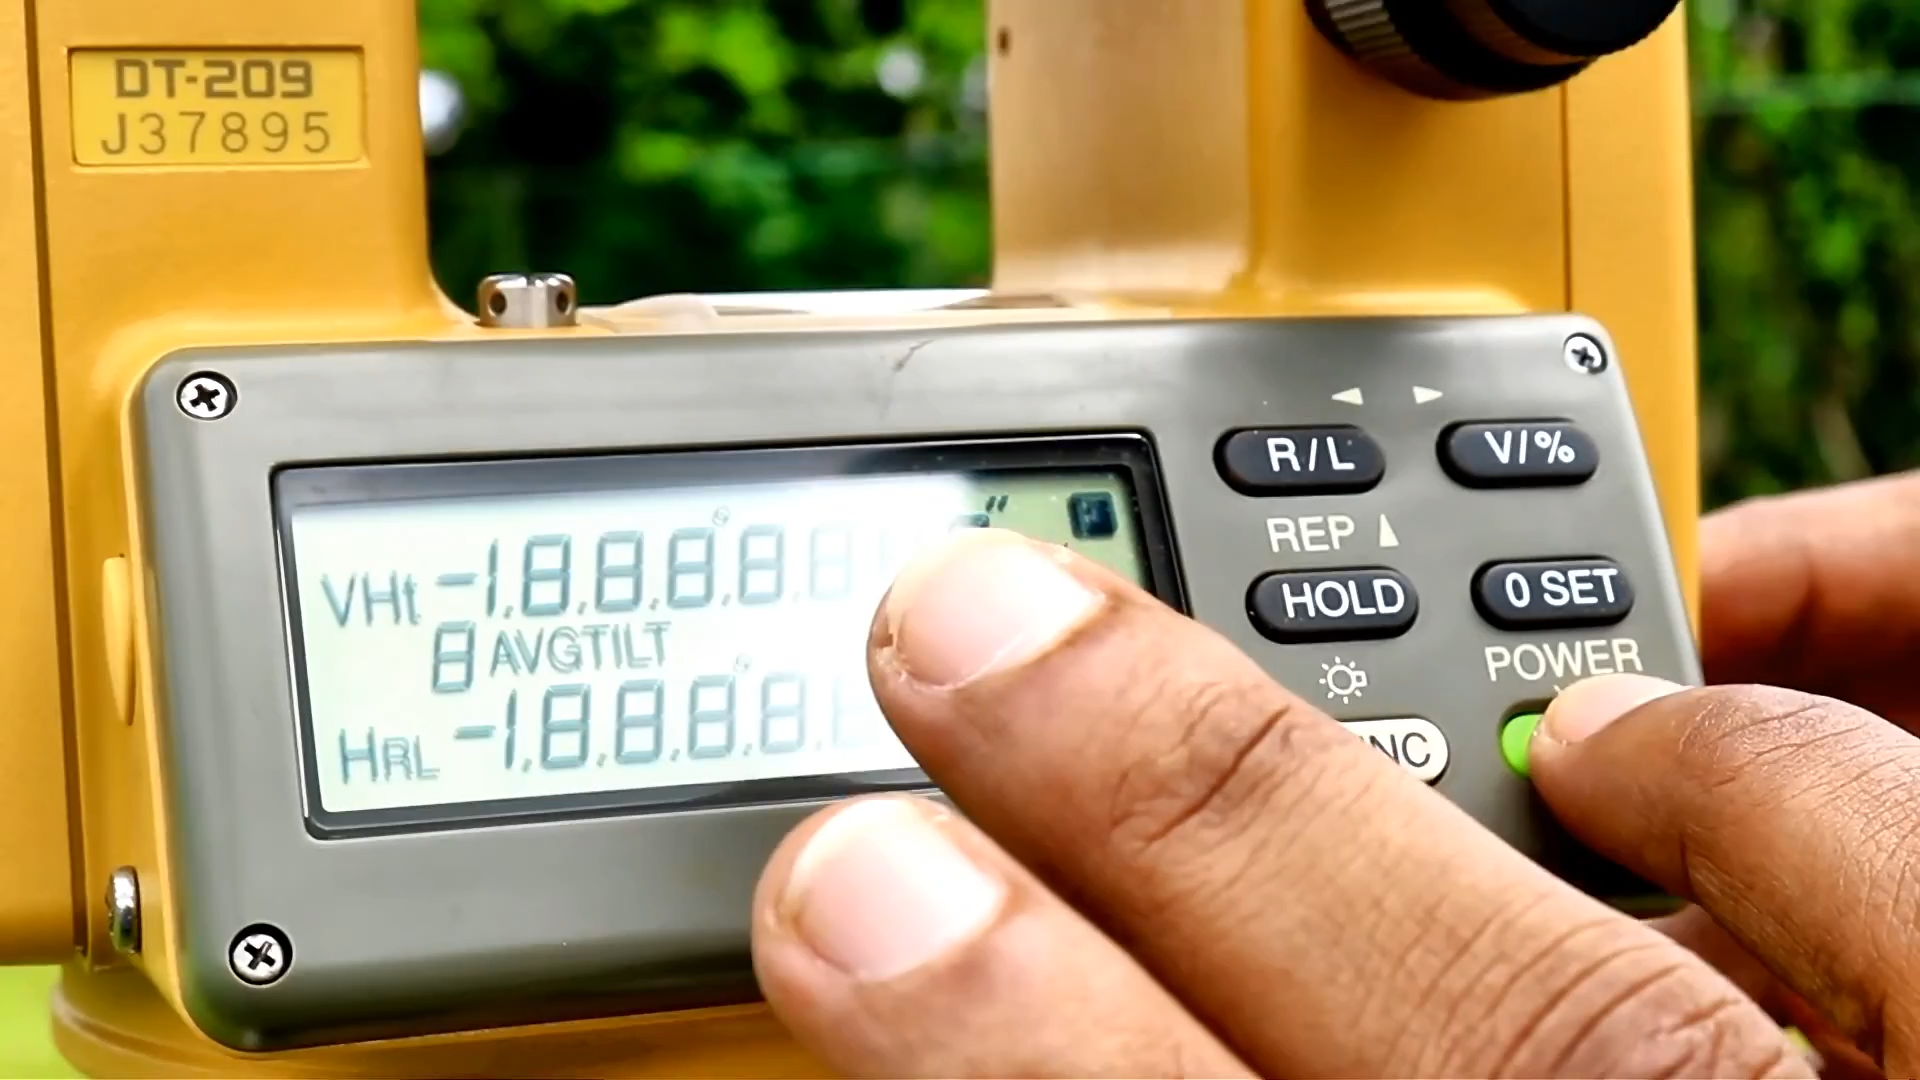 DT-209
J37895
VHt -1.8.8.8.8
8 AVGTILT
HRL -1.8.8.8.8.
R/L
V/%
REP
HOLD
0 SET
POWER